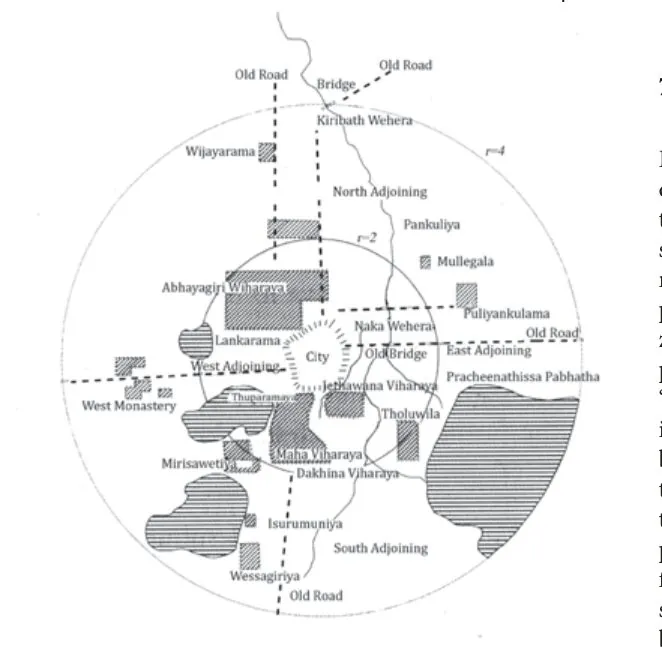 Old Road
Old Road
Bridge
Kiribath Wehera
Wijayarama
r=4
North Adjoining
Pankuliya
r=2
Mullegala
Abhayagiri Wiharaya
Puliyankulama
Naka Wehera
Old Road
Lankarama
City
Old Bridge
East Adjoining
West Adjoining
Pracheenathissa Pabhatha
Jethawana Viharaya
Thuparamaya
West Monastery
Tholuwila
Maha Viharaya
Mirisawetiya
Dakhina Viharaya
Isurumuniya
South Adjoining
Wessagiriya
Old Road